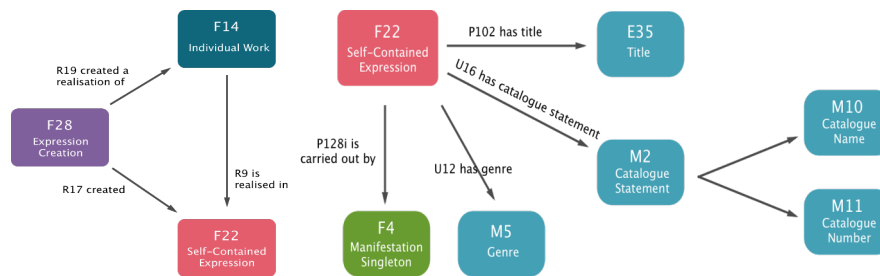 F14
Individual Work
R19 created a
realisation of
F28
Expression
Creation
R17 created
R9 is
realised in
F22
Self-Contained
Expression
F22
Self-Contained
Expression
P102 has title
E35
Title
U16 has catalogue statement
P128i is
carried out by
U12 has genre
F4
Manifestation
Singleton
M5
Genre
M2
Catalogue
Statement
M10
Catalogue
Name
M11
Catalogue
Number